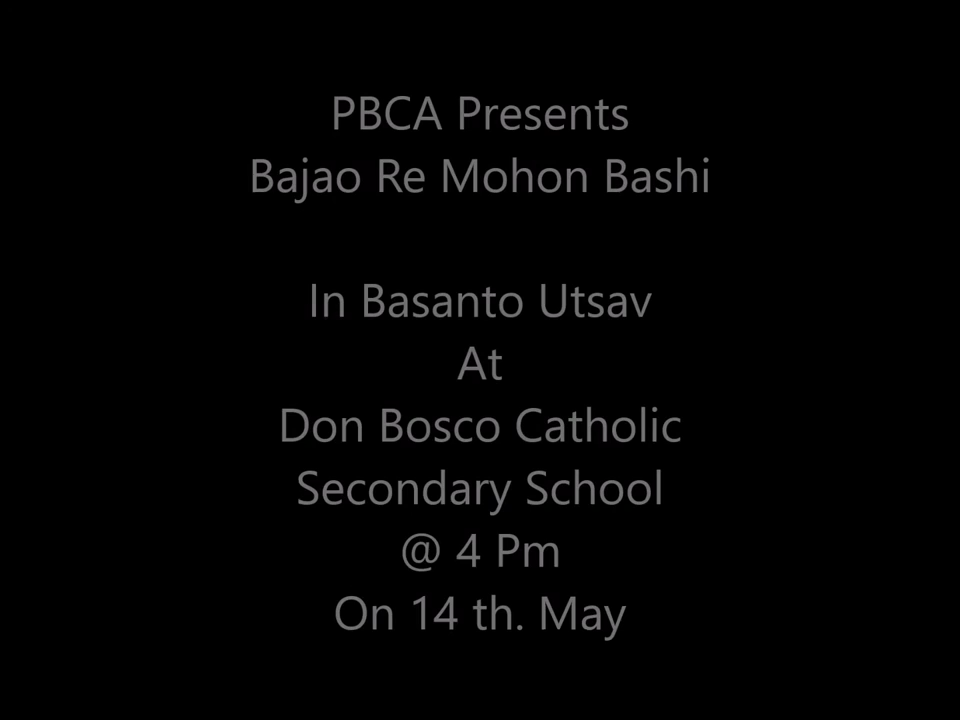 PBCA Presents
Bajao Re Mohon Bashi
In Basanto Utsav
At
Don Bosco Catholic
Secondary School
@ 4 Pm
On 14 th. May